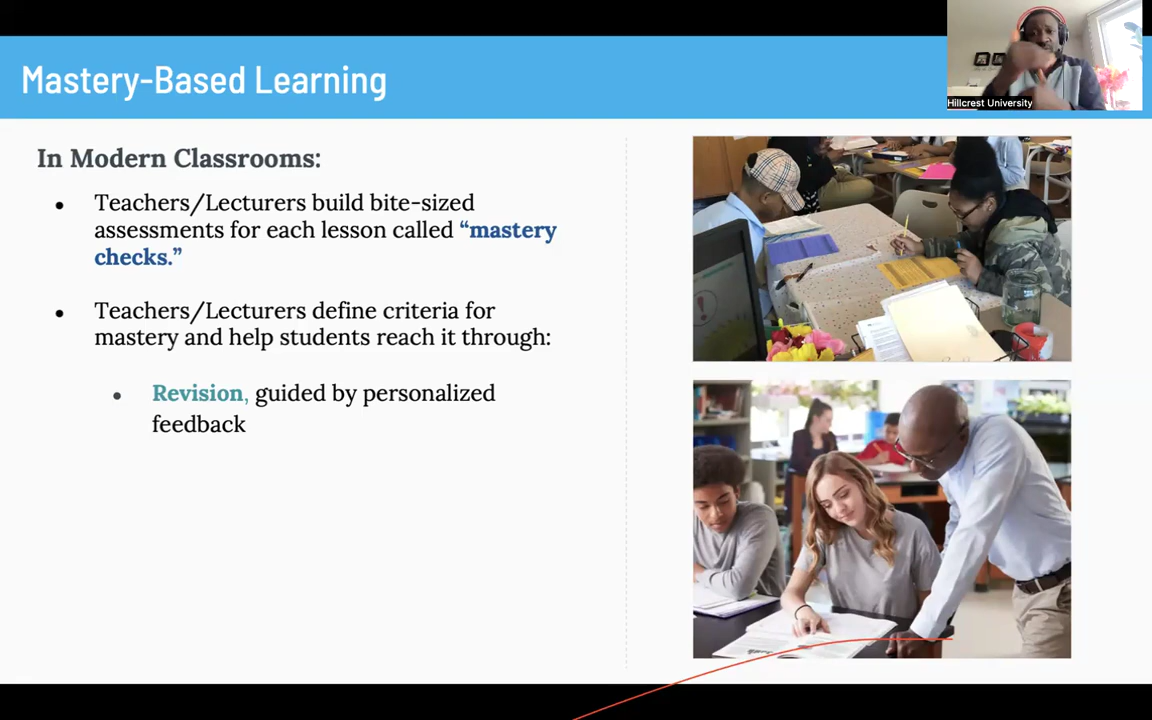 Mastery-Based Learning
Hillcrest University
In Modern Classrooms:
● Teachers/Lecturers build bite-sized
assessments for each lesson called “mastery
checks.”
● Teachers/Lecturers define criteria for
mastery and help students reach it through:
● Revision, guided by personalized
feedback